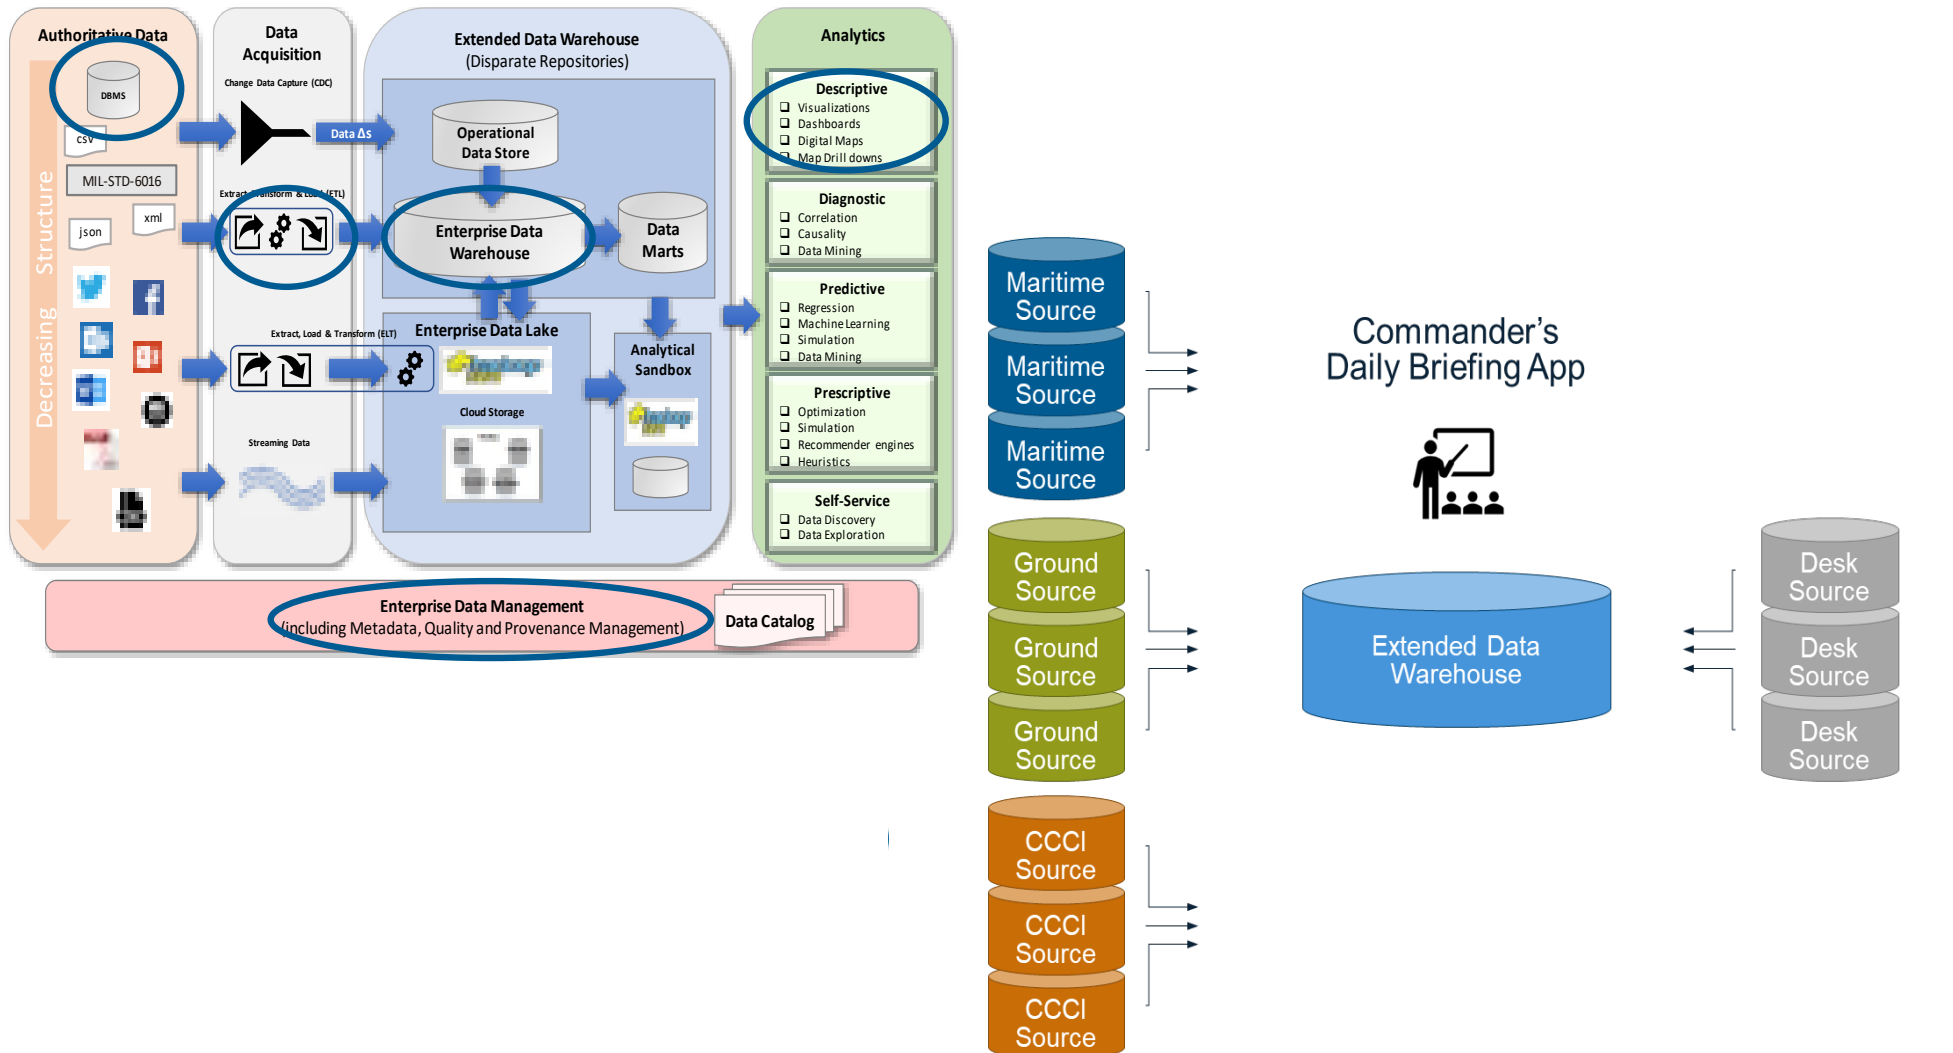 Authoritative Data
DBMS
csv
MIL-STD-6016
xml
json
Decreasing Structure
Data
Acquisition
Change Data Capture (CDC)
Data Δs
Extract, Transform & Load (ETL)
Extract, Load & Transform (ELT)
Streaming Data
Extended Data Warehouse
(Disparate Repositories)
Operational
Data Store
Enterprise Data
Warehouse
Data
Marts
Enterprise Data Lake
Cloud Storage
Analytical
Sandbox
Analytics
Descriptive
Visualizations
Dashboards
Digital Maps
Map Drill downs
Diagnostic
Correlation
Causality
Data Mining
Predictive
Regression
Machine Learning
Simulation
Data Mining
Prescriptive
Optimization
Simulation
Recommender engines
Heuristics
Self-Service
Data Discovery
Data Exploration
Enterprise Data Management
(including Metadata, Quality and Provenance Management)
Data Catalog
Maritime
Source
Maritime
Source
Maritime
Source
Ground
Source
Ground
Source
Ground
Source
CCCI
Source
CCCI
Source
CCCI
Source
Commander's
Daily Briefing App
Extended Data
Warehouse
Desk
Source
Desk
Source
Desk
Source